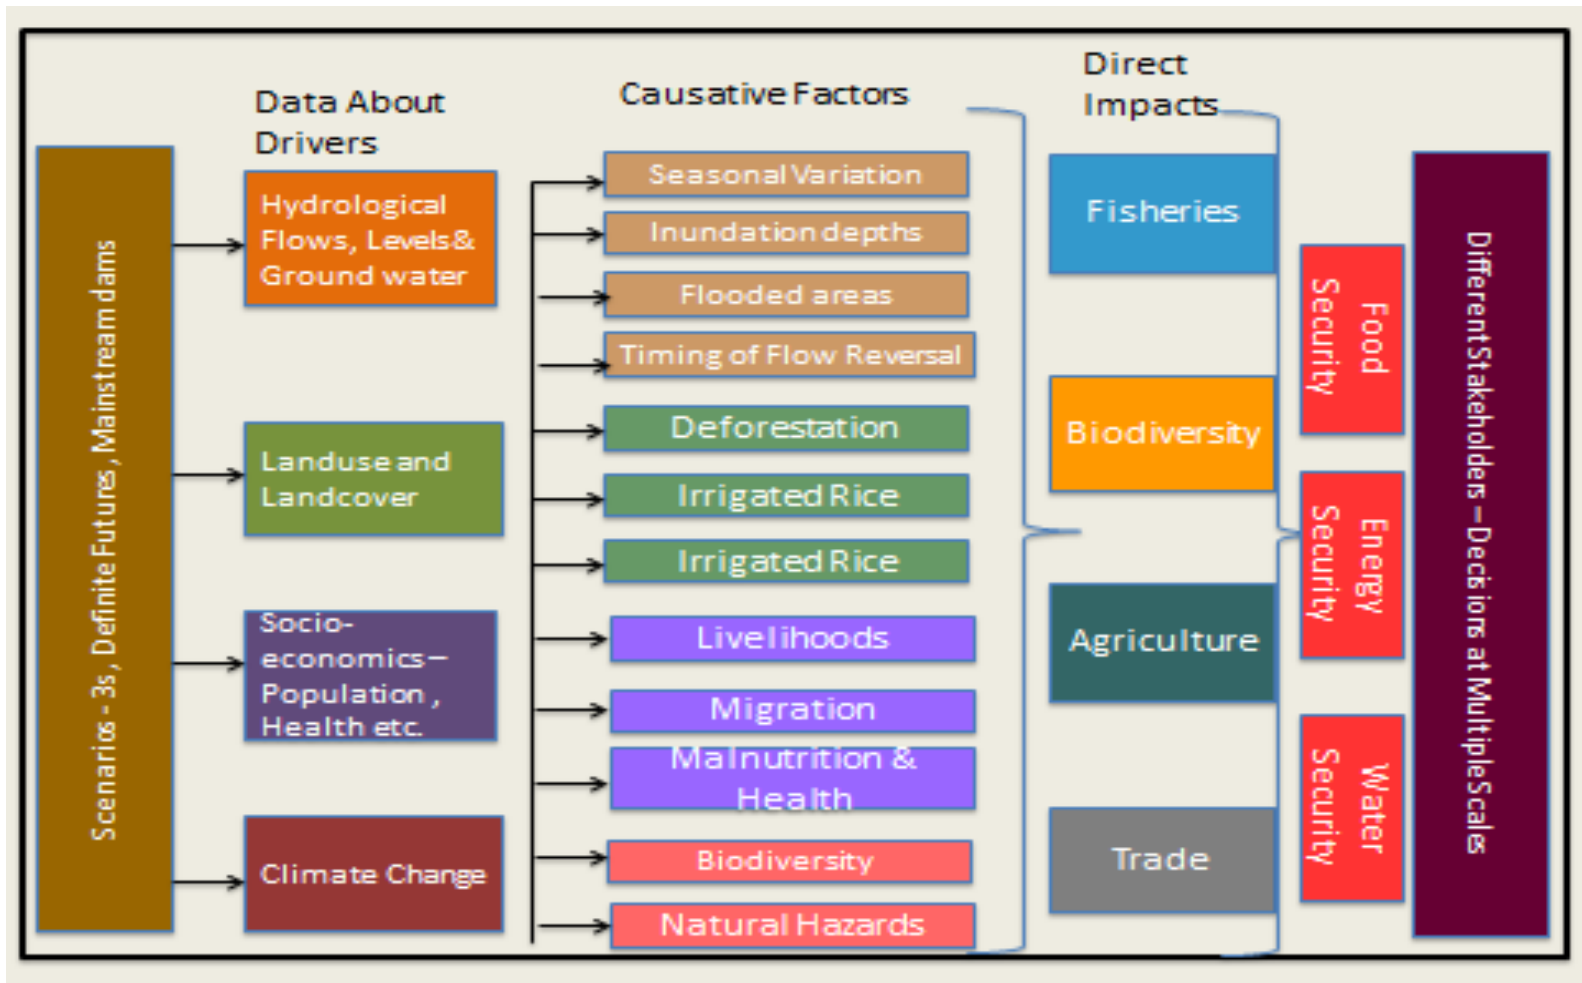 Scenarios - 3s, Definite Futures, Mainstream dams
Data About
Drivers
Hydrological
Flows, Levels&
Ground water
Landuse and
Landcover
Socio-
economics–
Population ,
Health etc.
Climate Change
Causative Factors
Seasonal Variation
Inundation depths
Flooded areas
Timing of Flow Reversal
Deforestation
Irrigated Rice
Irrigated Rice
Livelihoods
Migration
Malnutrition &
Health
Biodiversity
Natural Hazards
Direct
Impacts
Fisheries
Biodiversity
Agriculture
Trade
Food
Security
Energy
Security
Water
Security
Different Stakeholders – Decisions at Multiple Scales